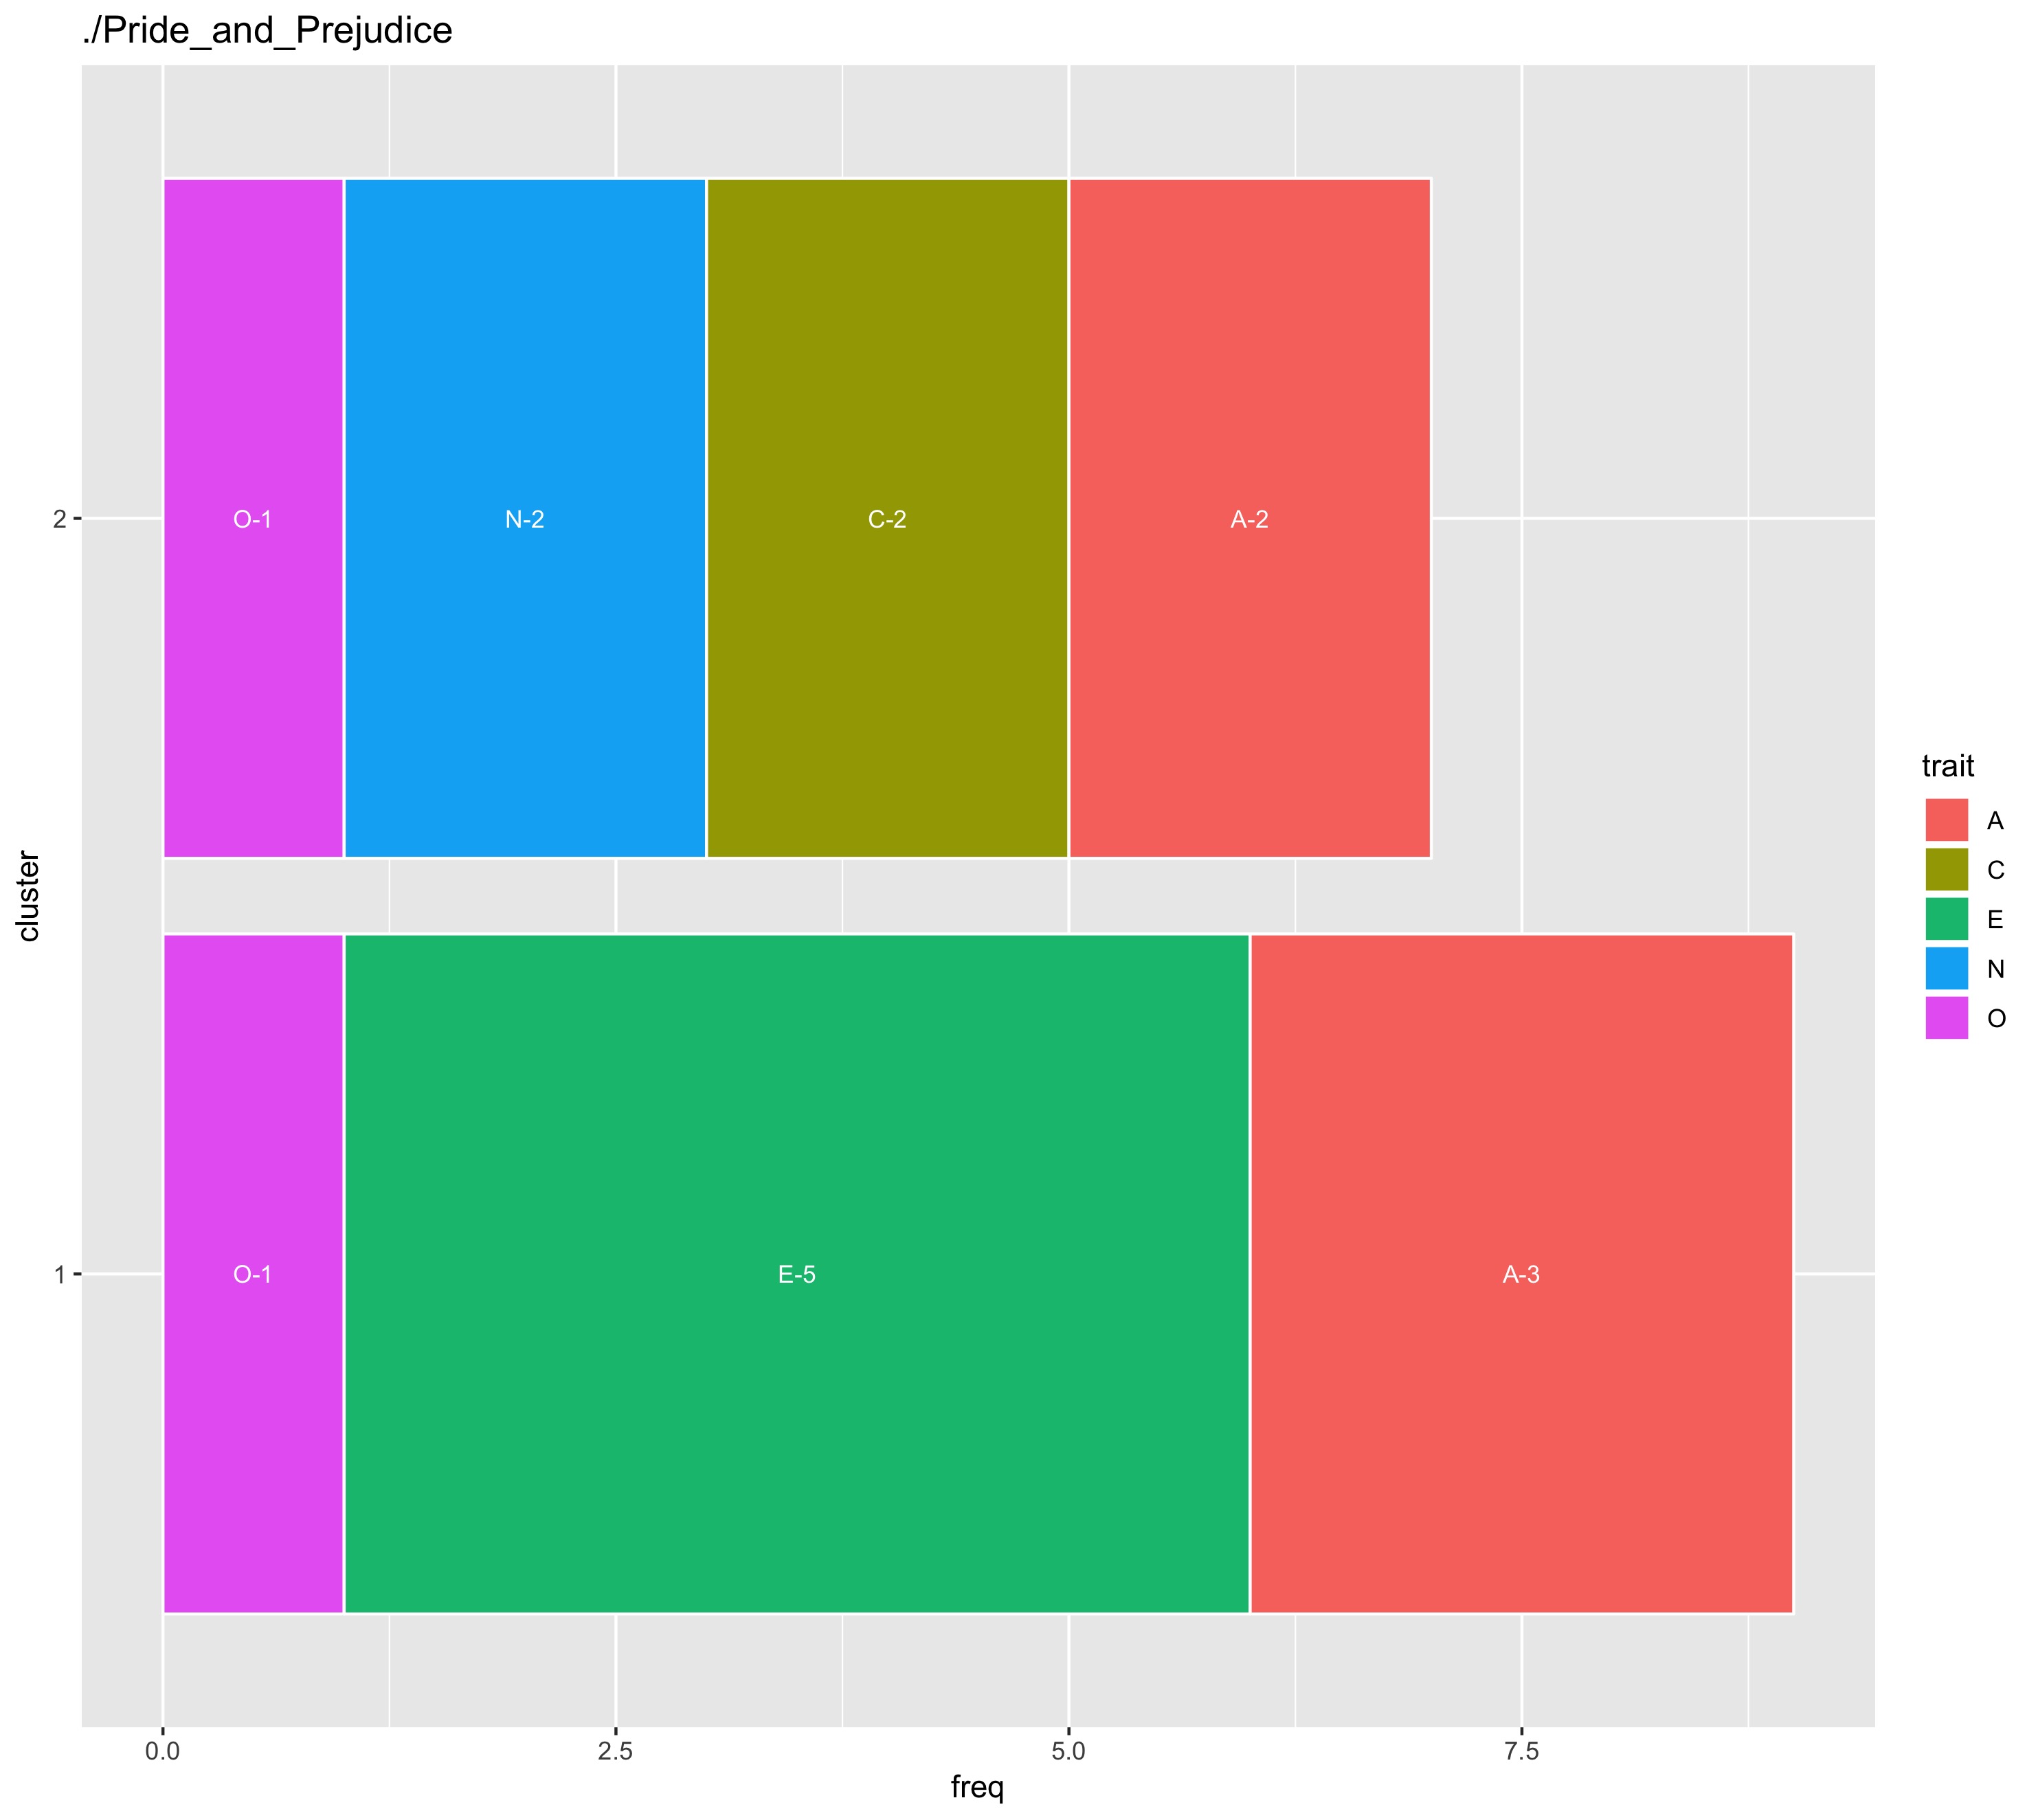 ./Pride_and_Prejudice
cluster
2
O-1 N-2 C-2 A-2
1
O-1 E-5 A-3
0.0 2.5 5.0 7.5
freq
trait
A
C
E
N
O